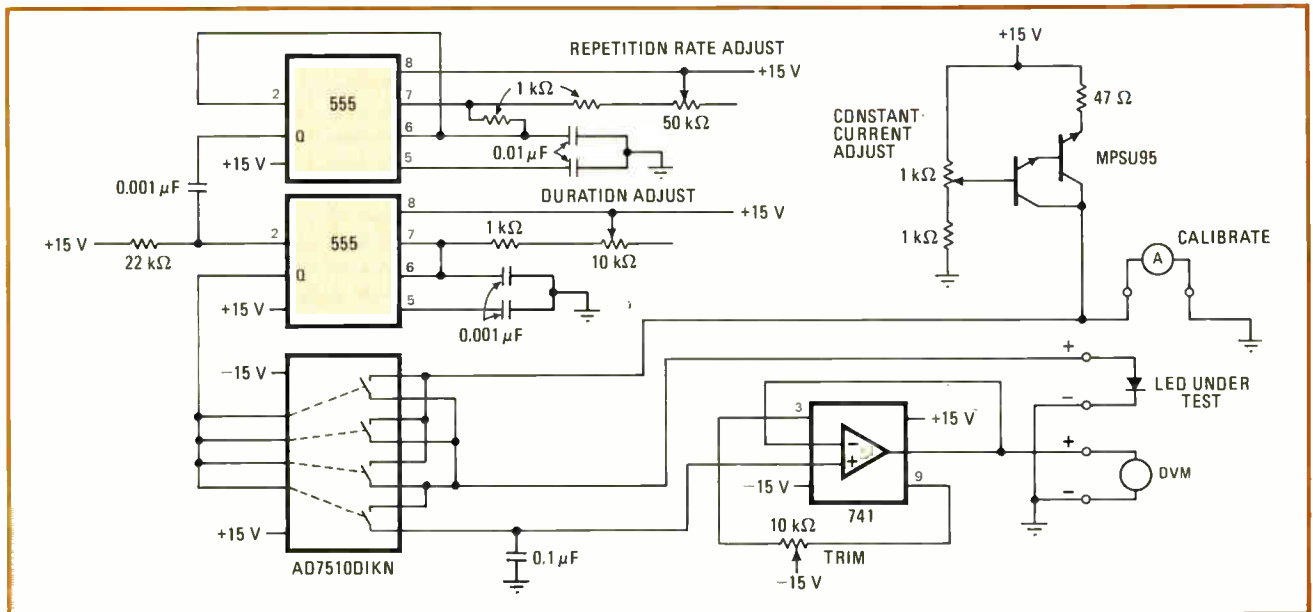 REPETITION RATE ADJUST
+15 V
8
+15 V
1 kΩ
2
555
7
47 Ω
50 kΩ
CONSTANT-
CURRENT
ADJUST
Q
6
MPSU95
0.01 µF
+15 V
5
1 kΩ
0.001 µF
DURATION ADJUST
8
+15 V
1 kΩ
1 kΩ
+15 V
2
555
7
CALIBRATE
22 kΩ
10 kΩ
A
Q
6
+15 V
5
0.001 µF
+
-15 V
LED UNDER
TEST
3
+15 V
−
−
+
+
DVM
-15 V
9
−
+15 V
741
10 kΩ
0.1 µF
TRIM
AD7510DIKN
-15 V